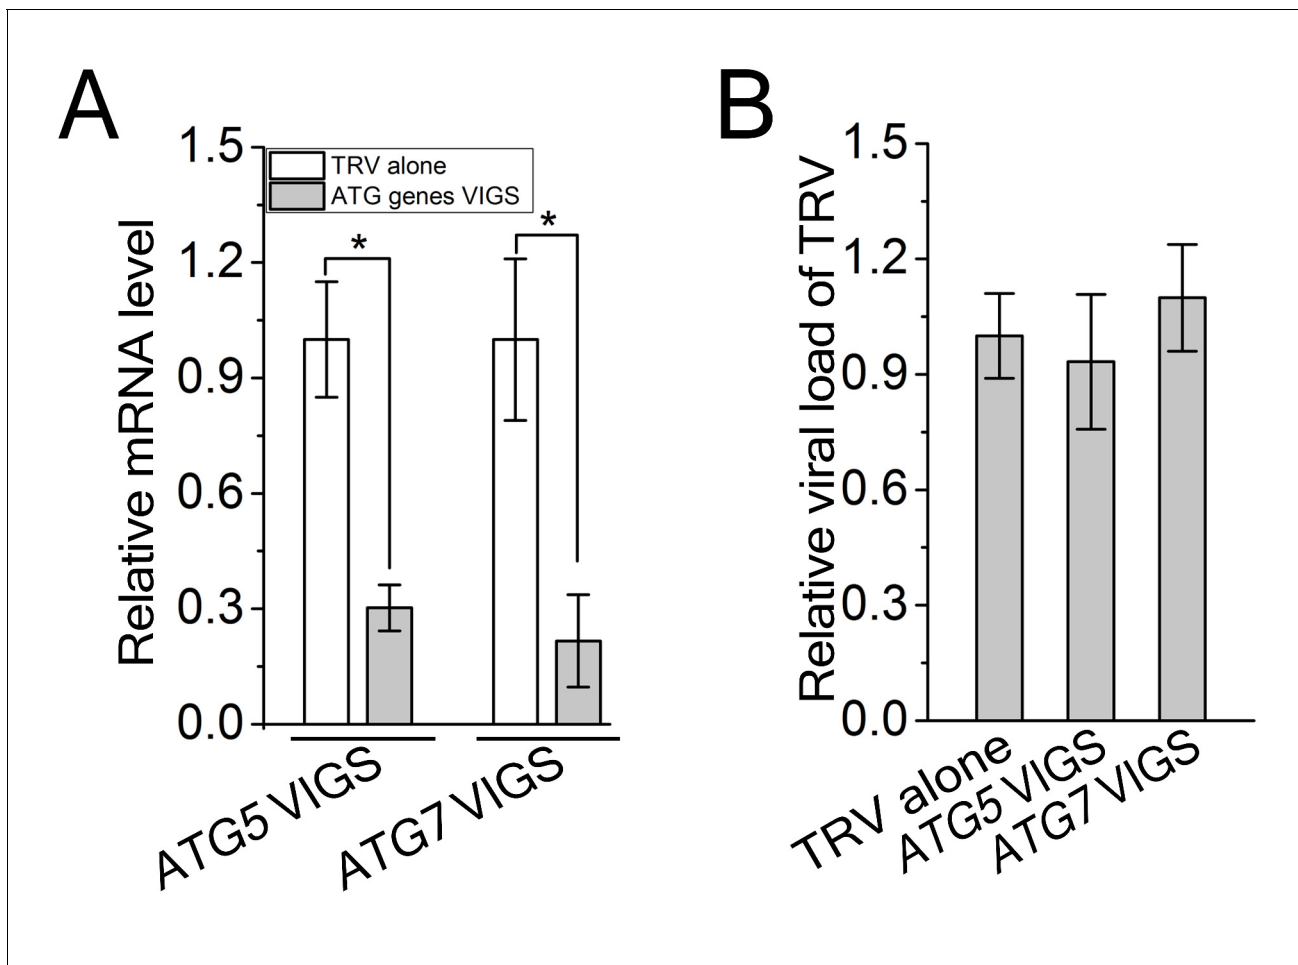 A
B
Relative mRNA level
1.5
1.2
0.9
0.6
0.3
0.0
TRV alone
ATG genes VIGS
*
*
ATG5 VIGS
ATG7 VIGS
Relative viral load of TRV
1.5
1.2
0.9
0.6
0.3
0.0
TRV alone
ATG5 VIGS
ATG7 VIGS